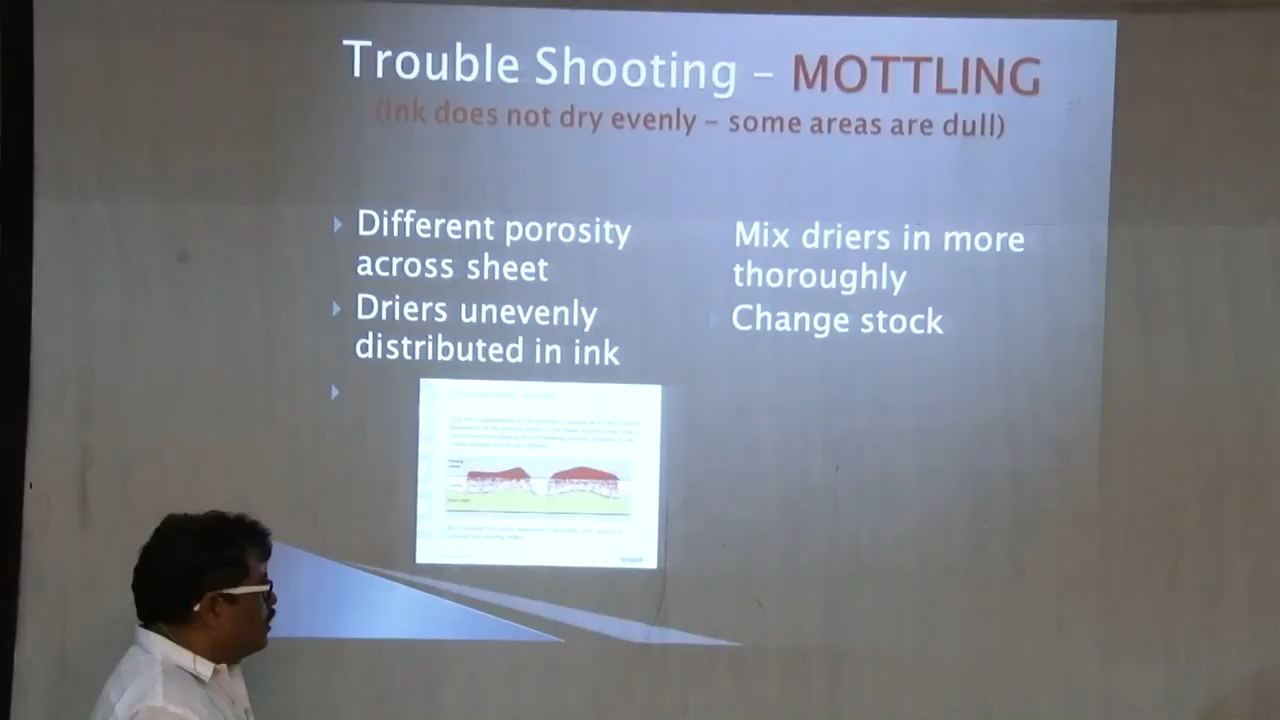 Trouble Shooting – MOTTLING
(Ink does not dry evenly – some areas are dull)
Different porosity
across sheet
Driers unevenly
distributed in ink
Mix driers in more
thoroughly
Change stock